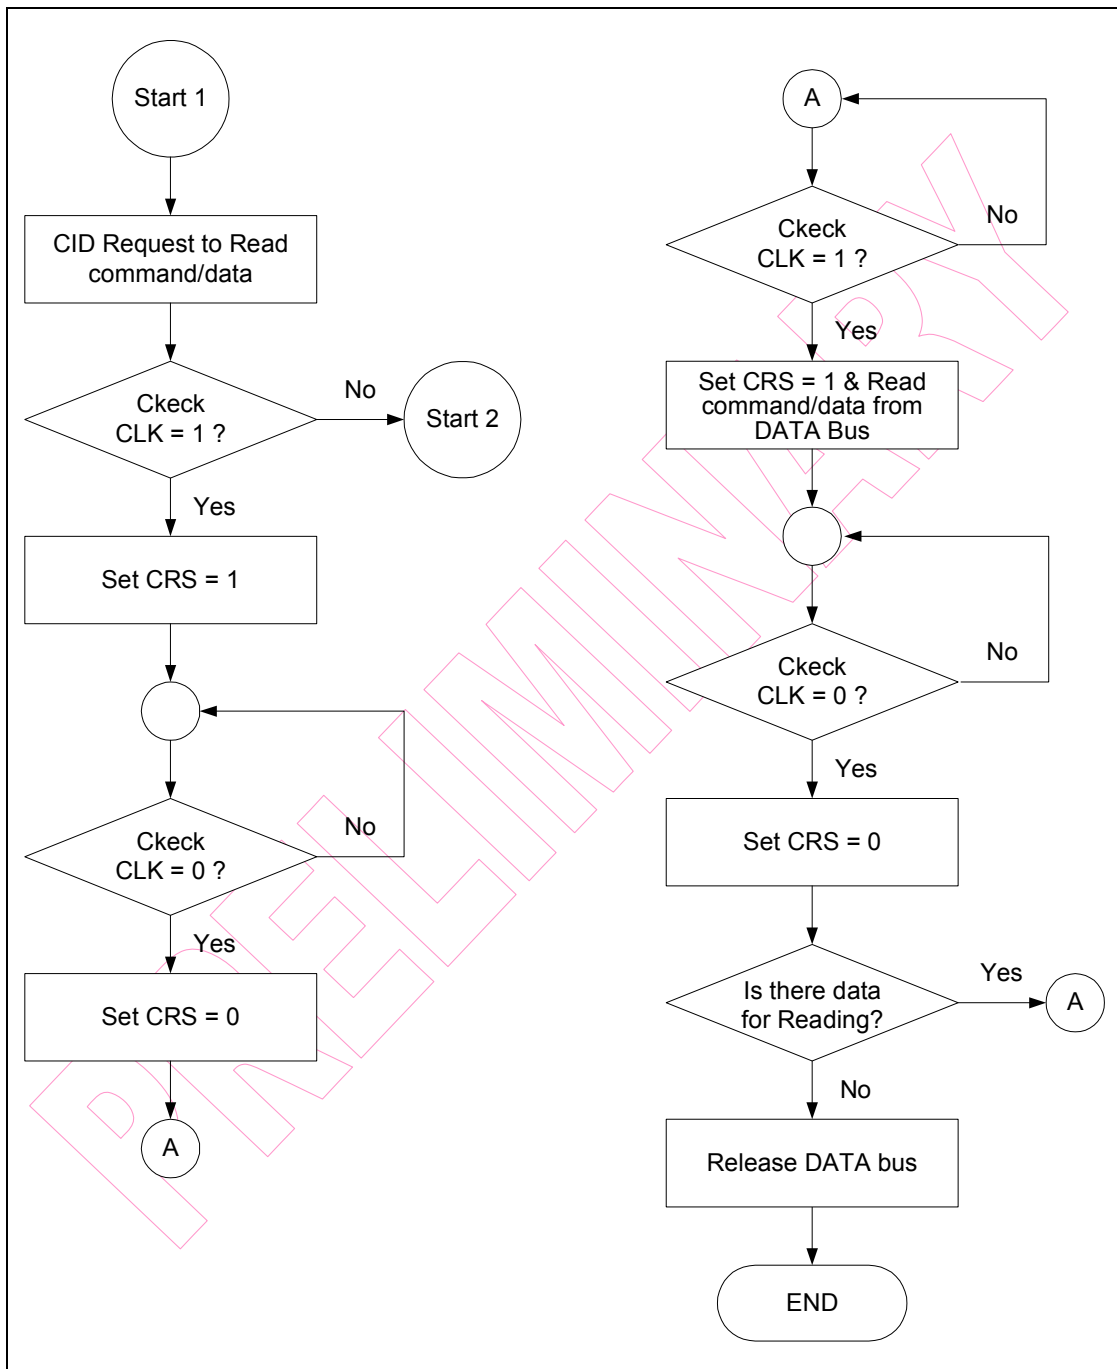 Start 1
CID Request to Read
command/data
Ckeck
CLK = 1 ?
No
Start 2
Yes
Set CRS = 1
Ckeck
CLK = 0 ?
No
Yes
Set CRS = 0
A
A
Ckeck
CLK = 1 ?
No
Yes
Set CRS = 1 & Read
command/data from
DATA Bus
Ckeck
CLK = 0 ?
No
Yes
Set CRS = 0
Is there data
for Reading?
Yes
A
No
Release DATA bus
END
PRELIMINARY